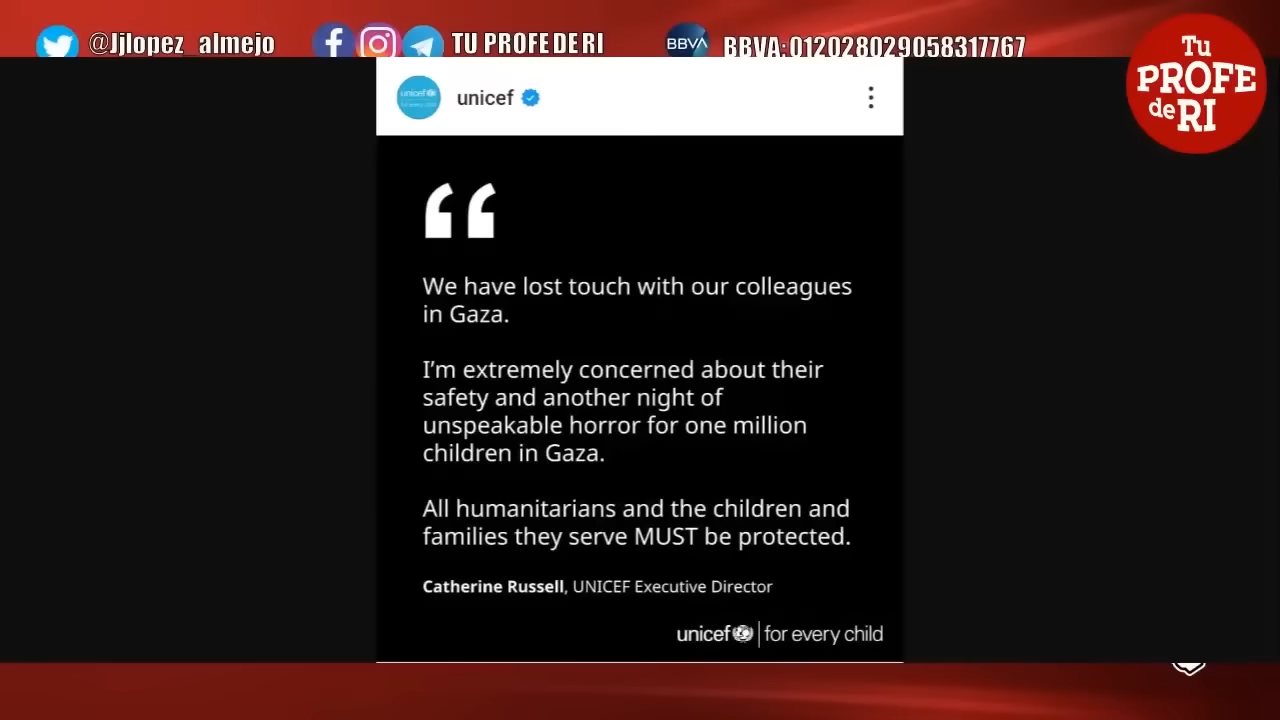 @Jjlopez_almejo
TU PROFE DE RI
BBVA
BBVA:012028029058317767
Tu
PROFE
de RI
unicef
unicef
“
We have lost touch with our colleagues
in Gaza.
I’m extremely concerned about their
safety and another night of
unspeakable horror for one million
children in Gaza.
All humanitarians and the children and
families they serve MUST be protected.
Catherine Russell, UNICEF Executive Director
unicef | for every child